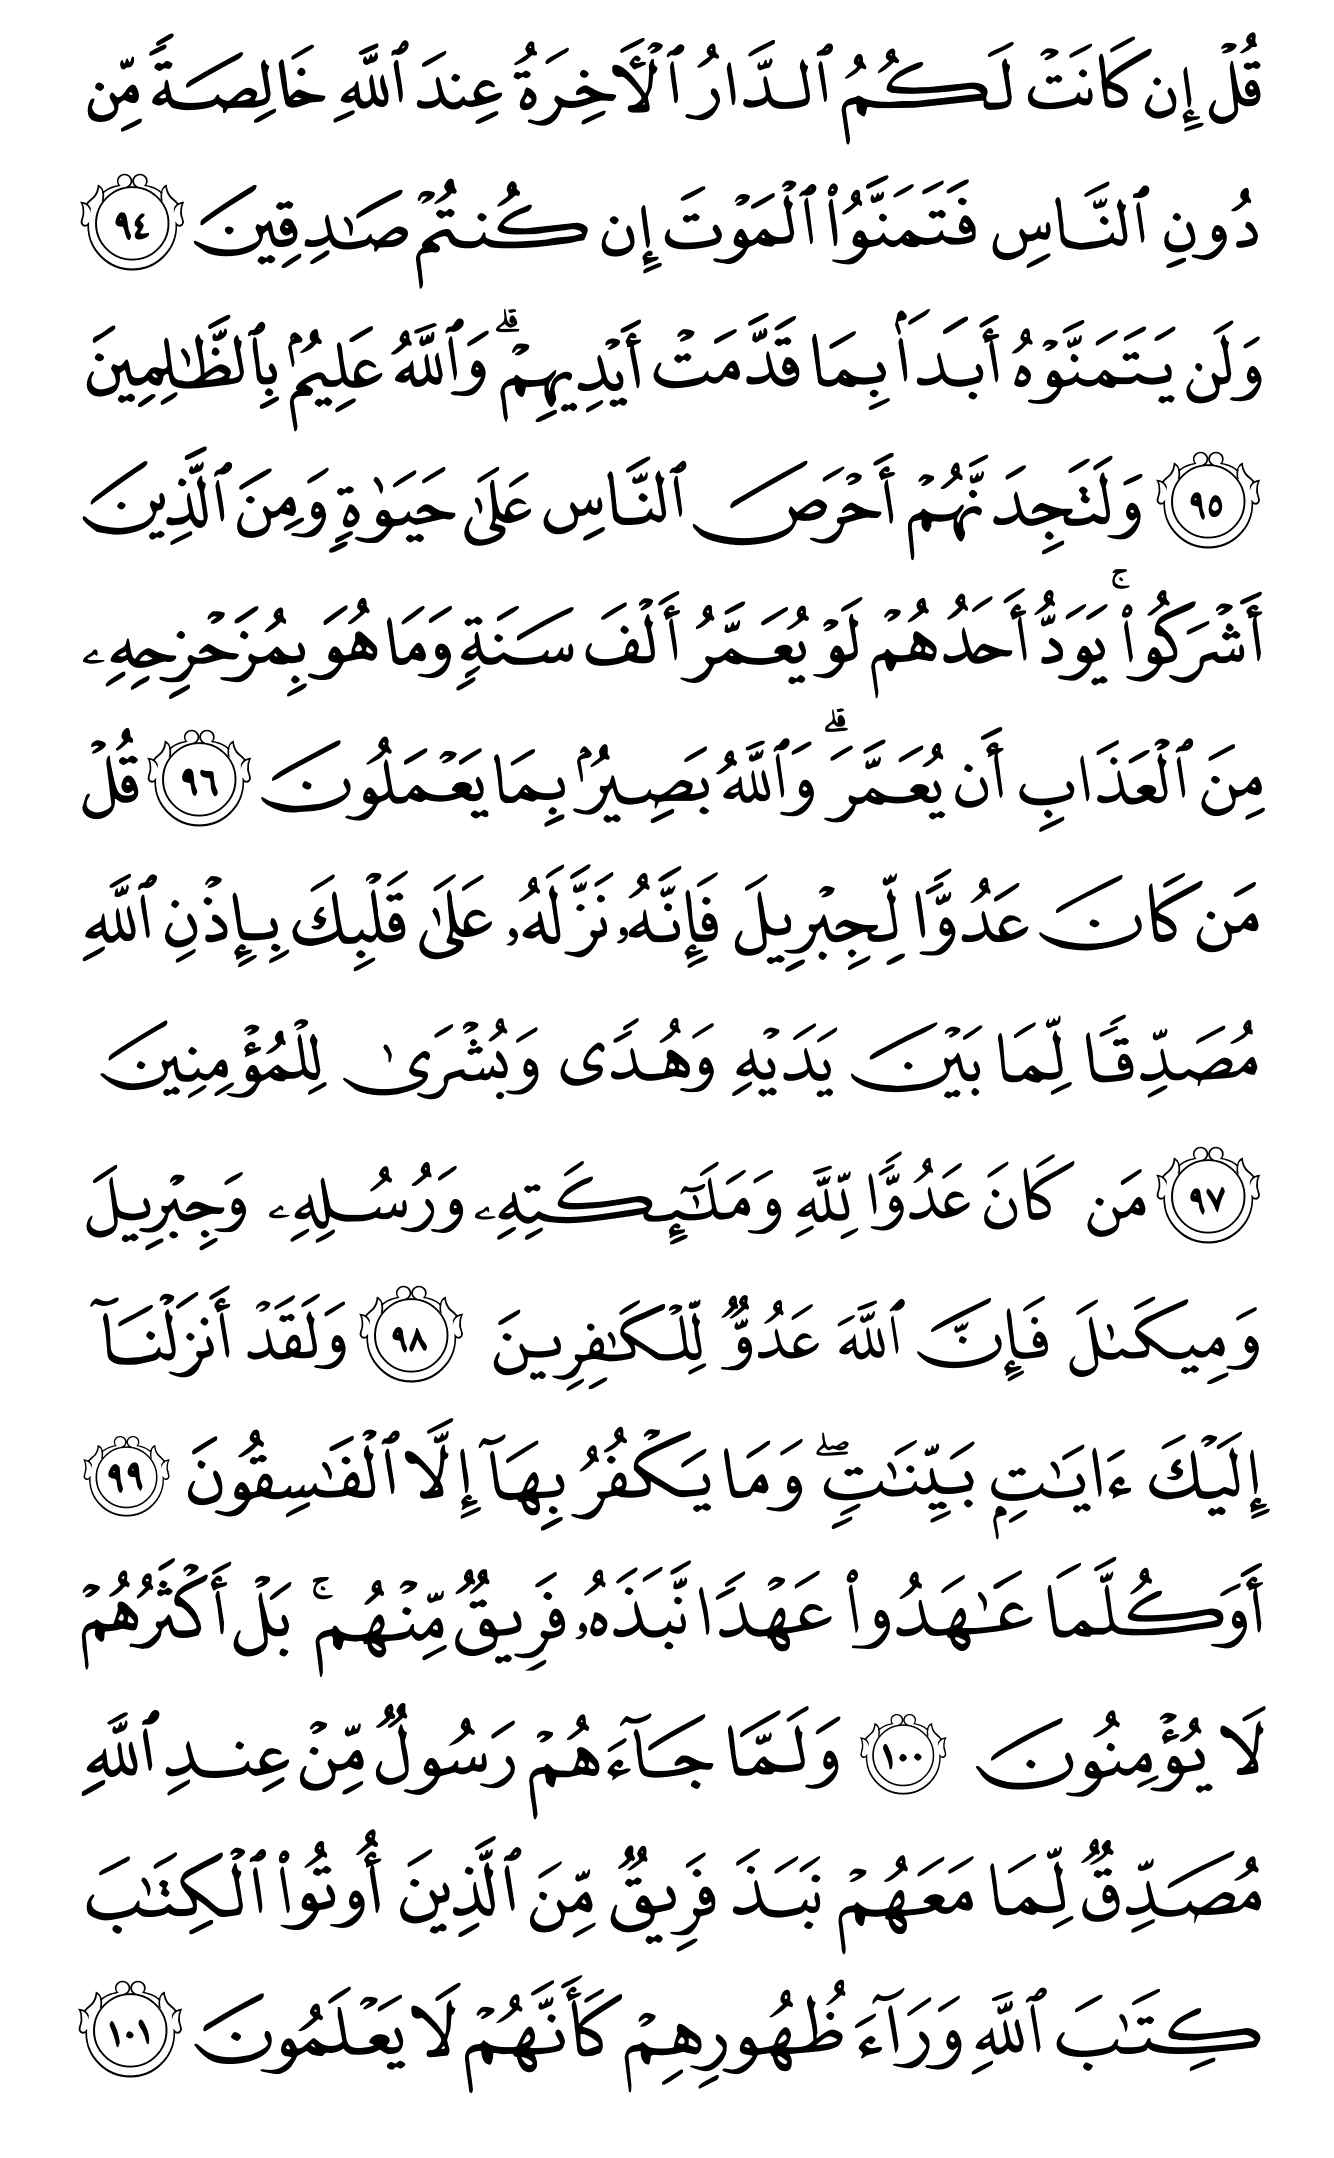 قُلْ إِن كَانَتْ لَكُمُ ٱلدَّارُ ٱلْأَخِرَةُ عِندَ ٱللَّهِ خَالِصَةً مِّن
دُونِ ٱلنَّاسِ فَتَمَنَّوُا۟ ٱلْمَوْتَ إِن كُنتُمْ صَـٰدِقِينَ ٩٤
وَلَن يَتَمَنَّوْهُ أَبَدَۢا بِمَا قَدَّمَتْ أَيْدِيهِمْ ۗ وَٱللَّهُ عَلِيمٌۢ بِٱلظَّـٰلِمِينَ
٩٥ وَلَتَجِدَنَّهُمْ أَحْرَصَ ٱلنَّاسِ عَلَىٰ حَيَوٰةٍ وَمِنَ ٱلَّذِينَ
أَشْرَكُوا۟ ۚ يَوَدُّ أَحَدُهُمْ لَوْ يُعَمَّرُ أَلْفَ سَنَةٍ وَمَا هُوَ بِمُزَحْزِحِهِۦ
مِنَ ٱلْعَذَابِ أَن يُعَمَّرَ ۗ وَٱللَّهُ بَصِيرٌۢ بِمَا يَعْمَلُونَ ٩٦ قُلْ
مَن كَانَ عَدُوًّا لِّجِبْرِيلَ فَإِنَّهُۥ نَزَّلَهُۥ عَلَىٰ قَلْبِكَ بِإِذْنِ ٱللَّهِ
مُصَدِّقًا لِّمَا بَيْنَ يَدَيْهِ وَهُدًى وَبُشْرَىٰ لِلْمُؤْمِنِينَ
٩٧ مَن كَانَ عَدُوًّا لِّلَّهِ وَمَلَـٰٓئِكَتِهِۦ وَرُسُلِهِۦ وَجِبْرِيلَ
وَمِيكَىٰلَ فَإِنَّ ٱللَّهَ عَدُوٌّ لِّلْكَـٰفِرِينَ ٩٨ وَلَقَدْ أَنزَلْنَآ
إِلَيْكَ ءَايَـٰتٍۭ بَيِّنَـٰتٍ ۖ وَمَا يَكْفُرُ بِهَآ إِلَّا ٱلْفَـٰسِقُونَ ٩٩
أَوَكُلَّمَا عَـٰهَدُوا۟ عَهْدًا نَّبَذَهُۥ فَرِيقٌ مِّنْهُم ۚ بَلْ أَكْثَرُهُمْ
لَا يُؤْمِنُونَ ١٠٠ وَلَمَّا جَآءَهُمْ رَسُولٌ مِّنْ عِندِ ٱللَّهِ
مُصَدِّقٌ لِّمَا مَعَهُمْ نَبَذَ فَرِيقٌ مِّنَ ٱلَّذِينَ أُوتُوا۟ ٱلْكِتَـٰبَ
كِتَـٰبَ ٱللَّهِ وَرَآءَ ظُهُورِهِمْ كَأَنَّهُمْ لَا يَعْلَمُونَ ١٠١